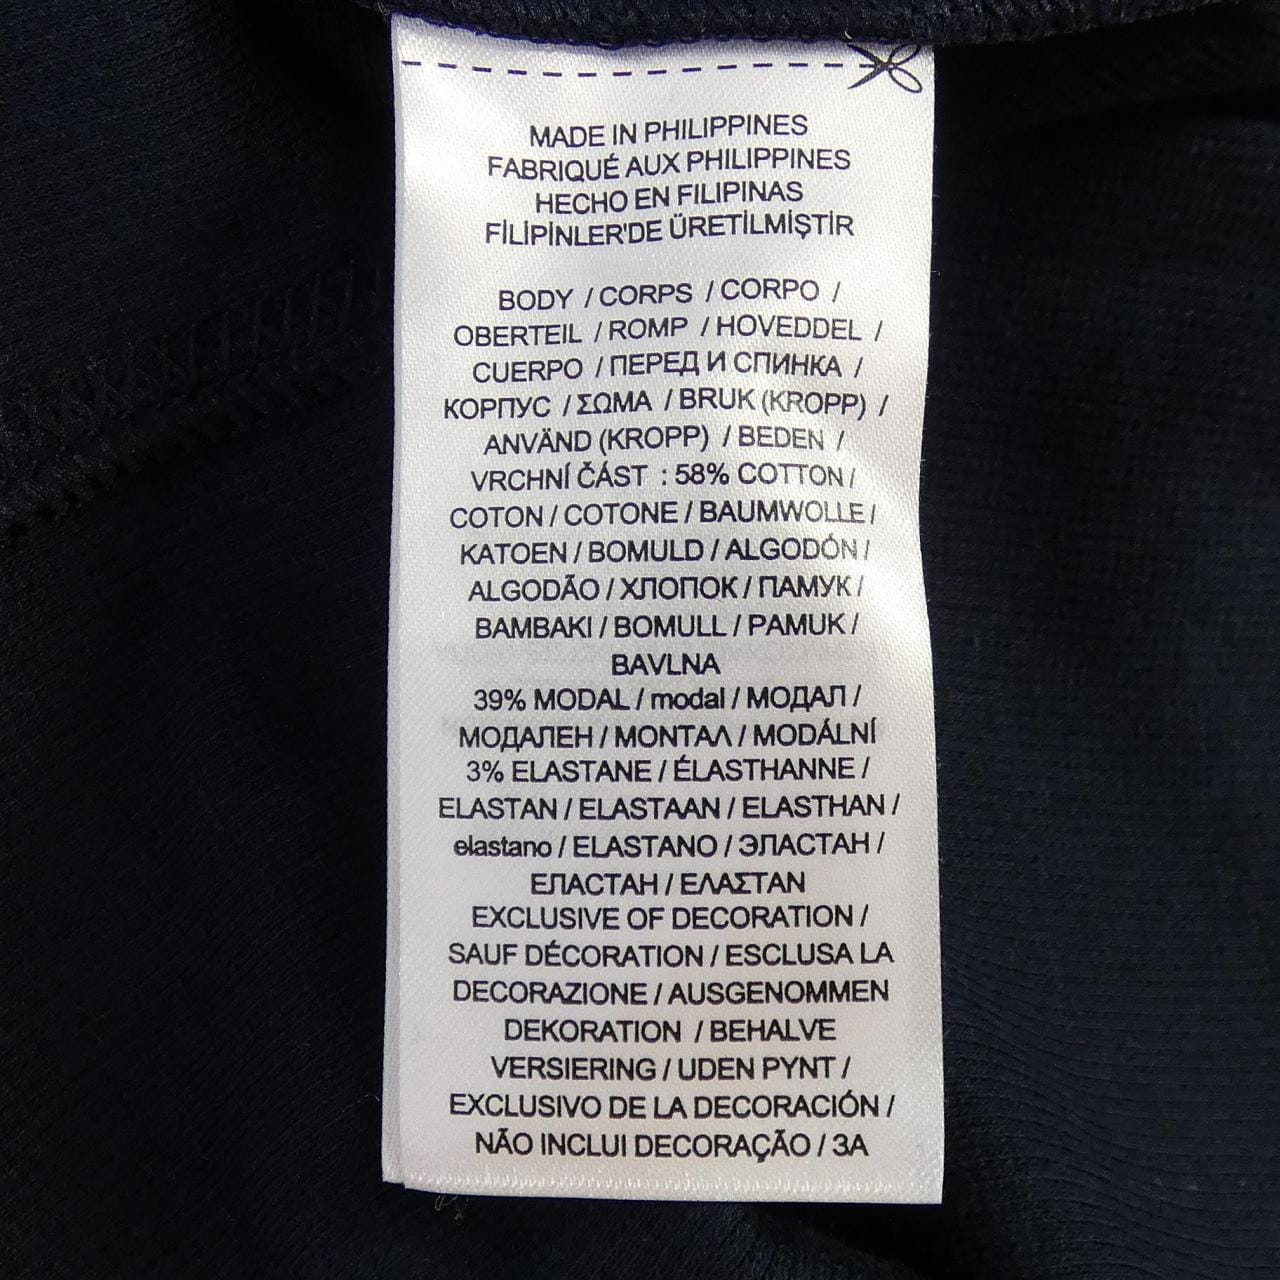 MADE IN PHILIPPINES
FABRIQUÉ AUX PHILIPPINES
HECHO EN FILIPINAS
FİLİPİNLER'DE ÜRETİLMİŞTİR
BODY / CORPS / CORPO /
OBERTEIL / ROMP / HOVEDDEL /
CUERPO / ПЕРЕД И СПИНКА /
КОРПУС / ΣΩΜΑ / BRUK (KROPP) /
ANVÄND (KROPP) / BEDEN /
VRCHNÍ ČÁST : 58% COTTON /
COTON / COTONE / BAUMWOLLE /
KATOEN / BOMULD / ALGODÓN /
ALGODÃO / ХЛОПОК / ПАМУК /
BAMBAKI / BOMULL / PAMUK /
BAVLNA
39% MODAL / modal / МОДАЛ /
МОДАЛЕН / ΜΟΝΤΑΛ / MODÁLNÍ
3% ELASTANE / ÉLASTHANNE /
ELASTAN / ELASTAAN / ELASTHAN /
elastano / ELASTANO / ЭЛАСТАН /
ЕЛАСТАН / ΕΛΑΣΤΑΝ
EXCLUSIVE OF DECORATION /
SAUF DÉCORATION / ESCLUSA LA
DECORAZIONE / AUSGENOMMEN
DEKORATION / BEHALVE
VERSIERING / UDEN PYNT /
EXCLUSIVO DE LA DECORACIÓN /
NÃO INCLUI DECORAÇÃO / ЗА